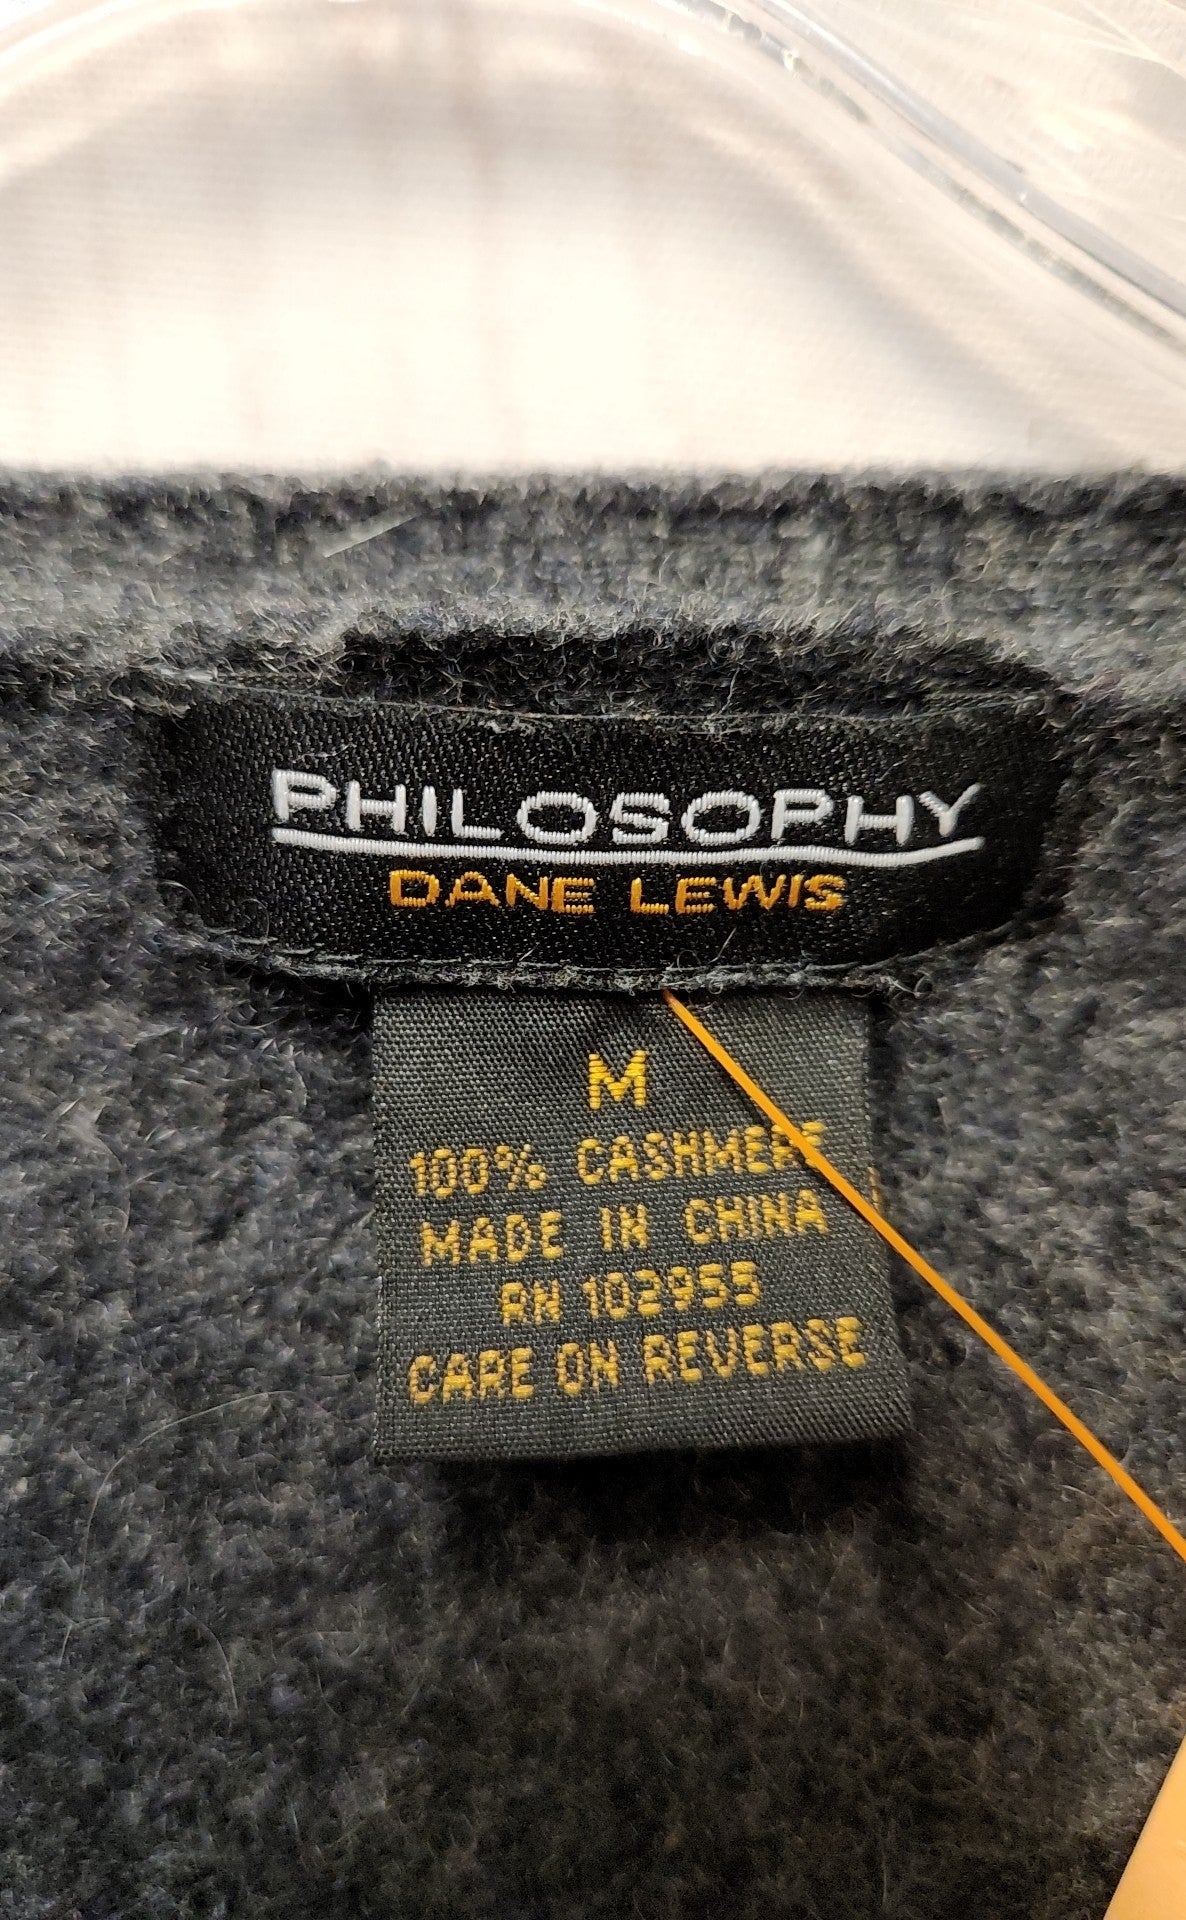 PHILOSOPHY
DANE LEWIS
M
100% CASHMERE
MADE IN CHINA
RN 102955
CARE ON REVERSE